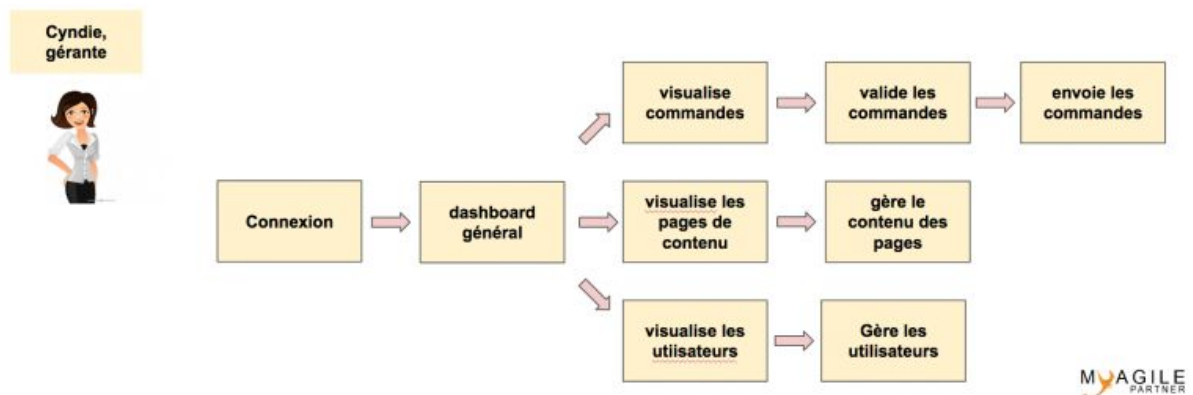 Cyndie,
gérante
visualise
commandes
valide les
commandes
envoie les
commandes
Connexion
dashboard
général
visualise les
pages de
contenu
gère le
contenu des
pages
visualise les
utiisateurs
Gère les
utilisateurs
MYAGILE
PARTNER